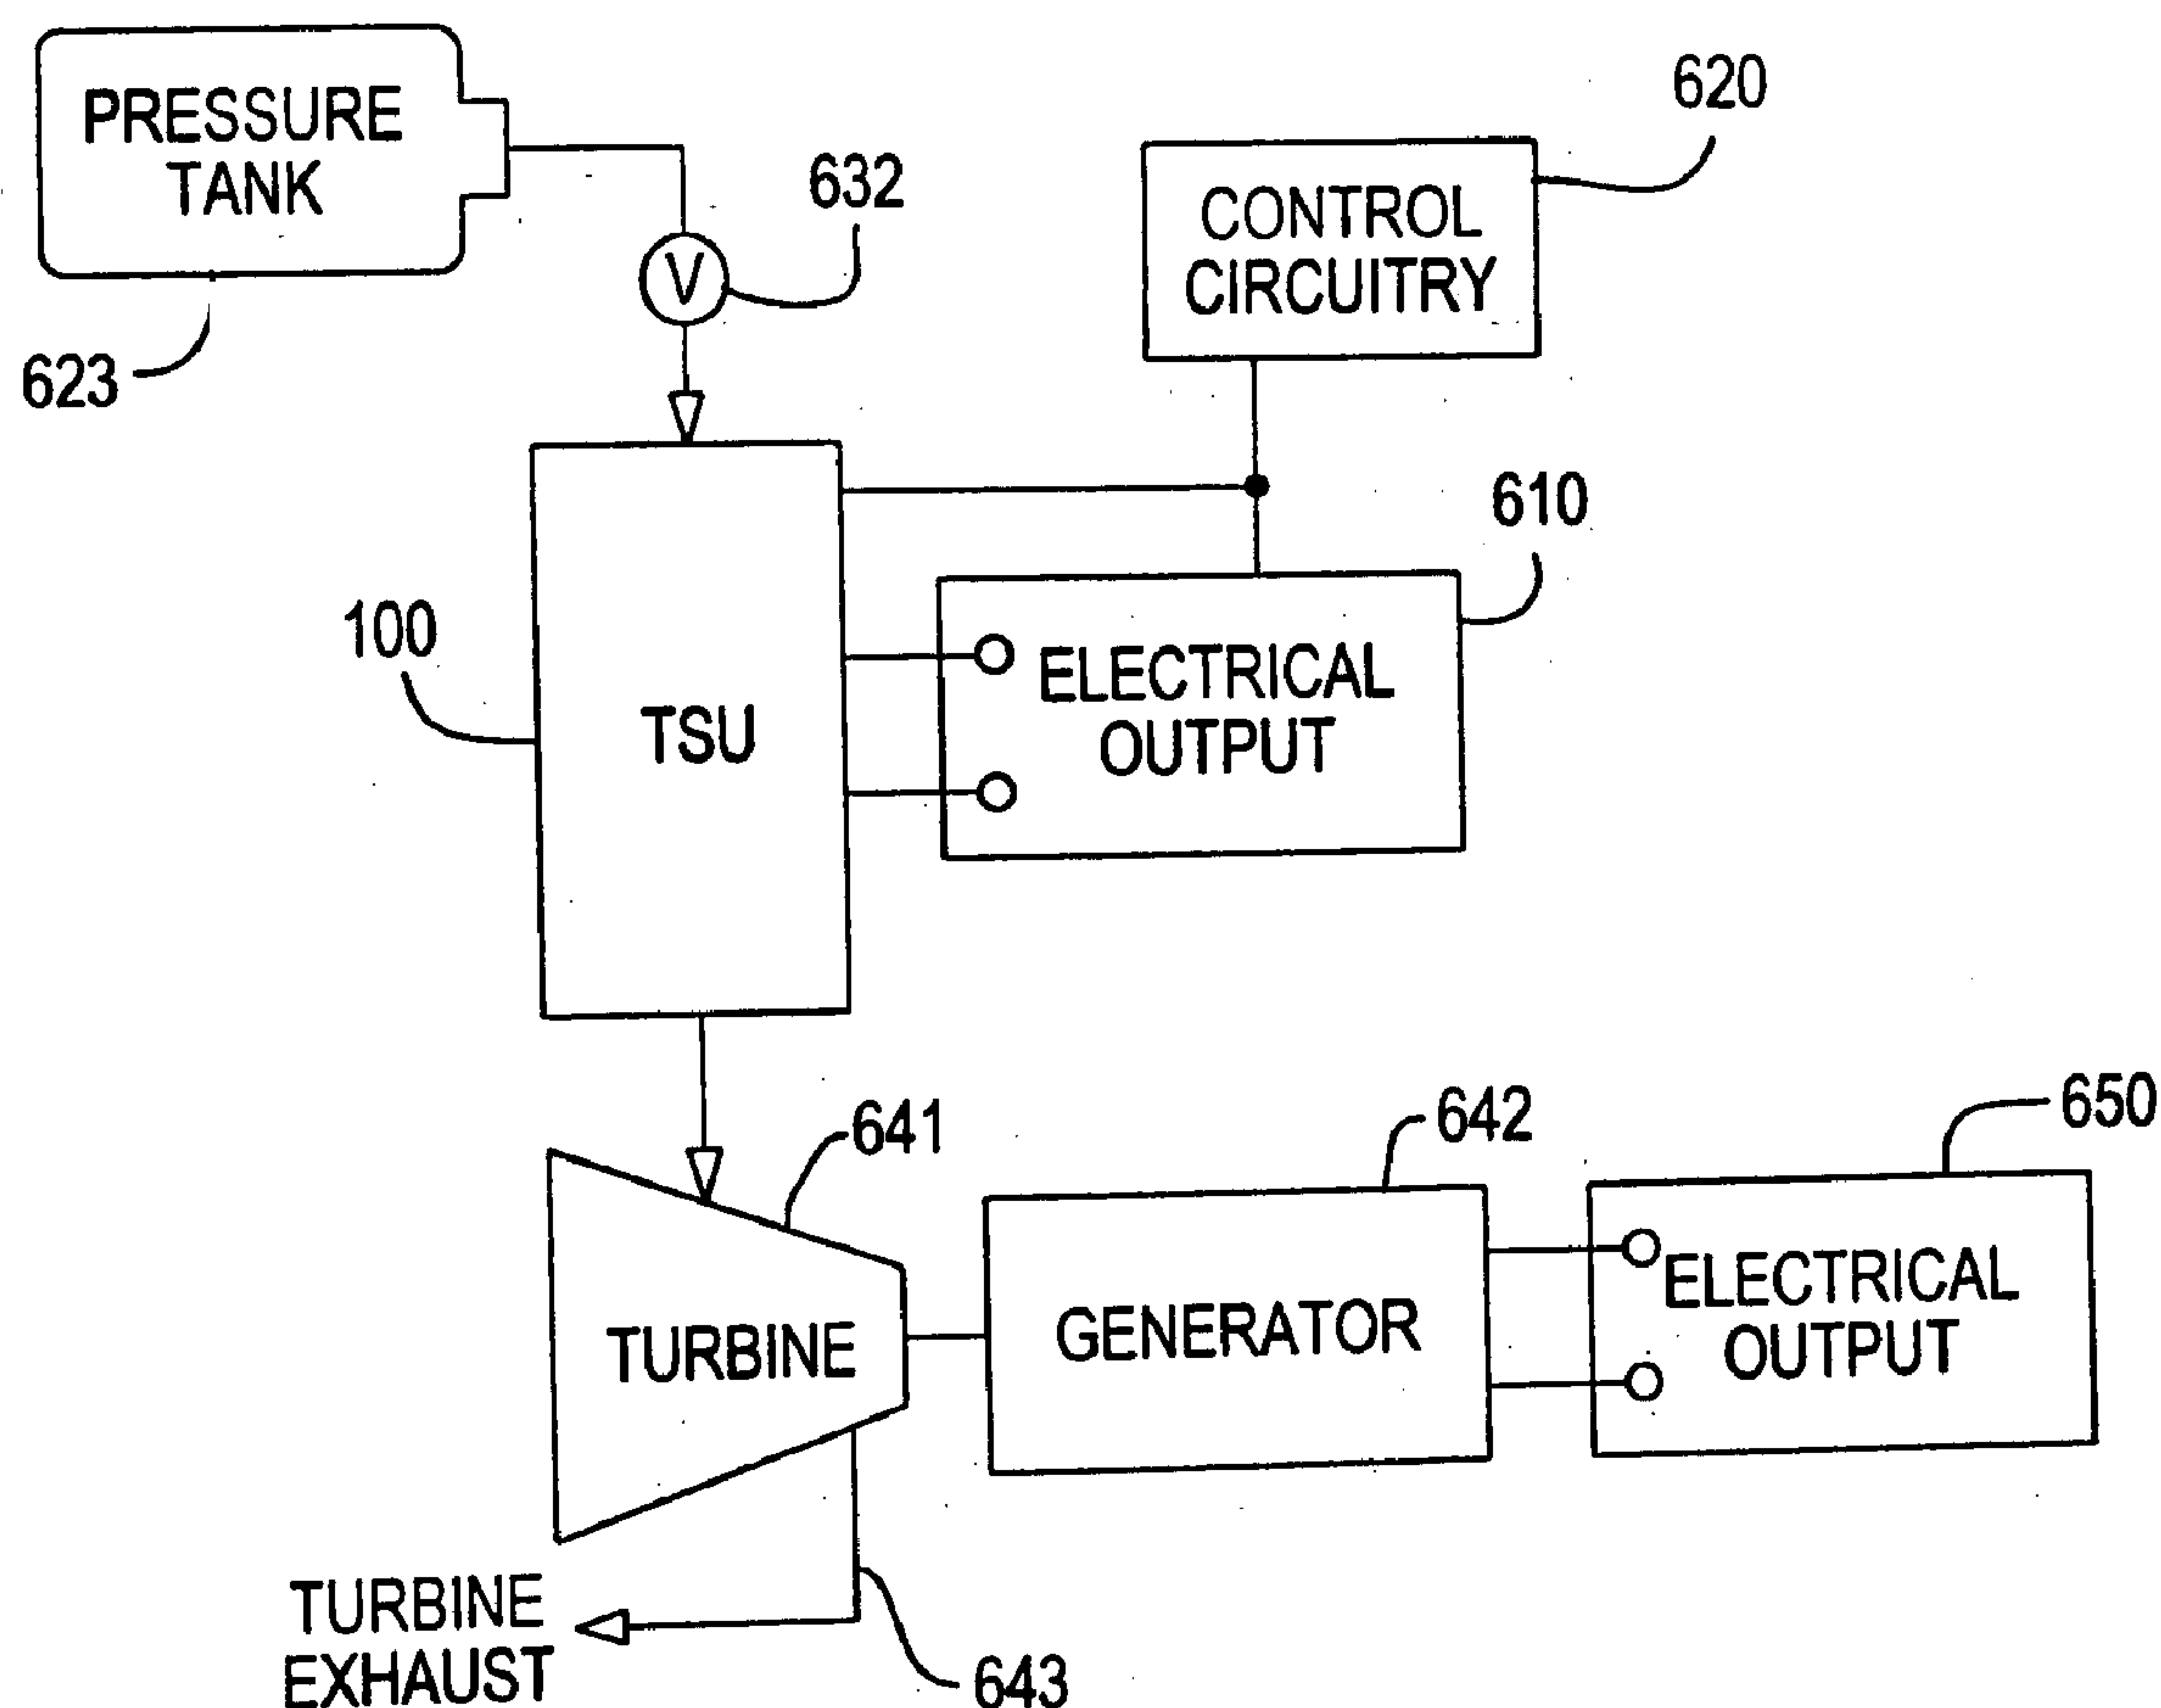 PRESSURE
TANK
623
V
632
CONTROL
CIRCUITRY
620
100
TSU
610
ELECTRICAL
OUTPUT
641
TURBINE
642
GENERATOR
650
ELECTRICAL
OUTPUT
TURBINE
EXHAUST
643